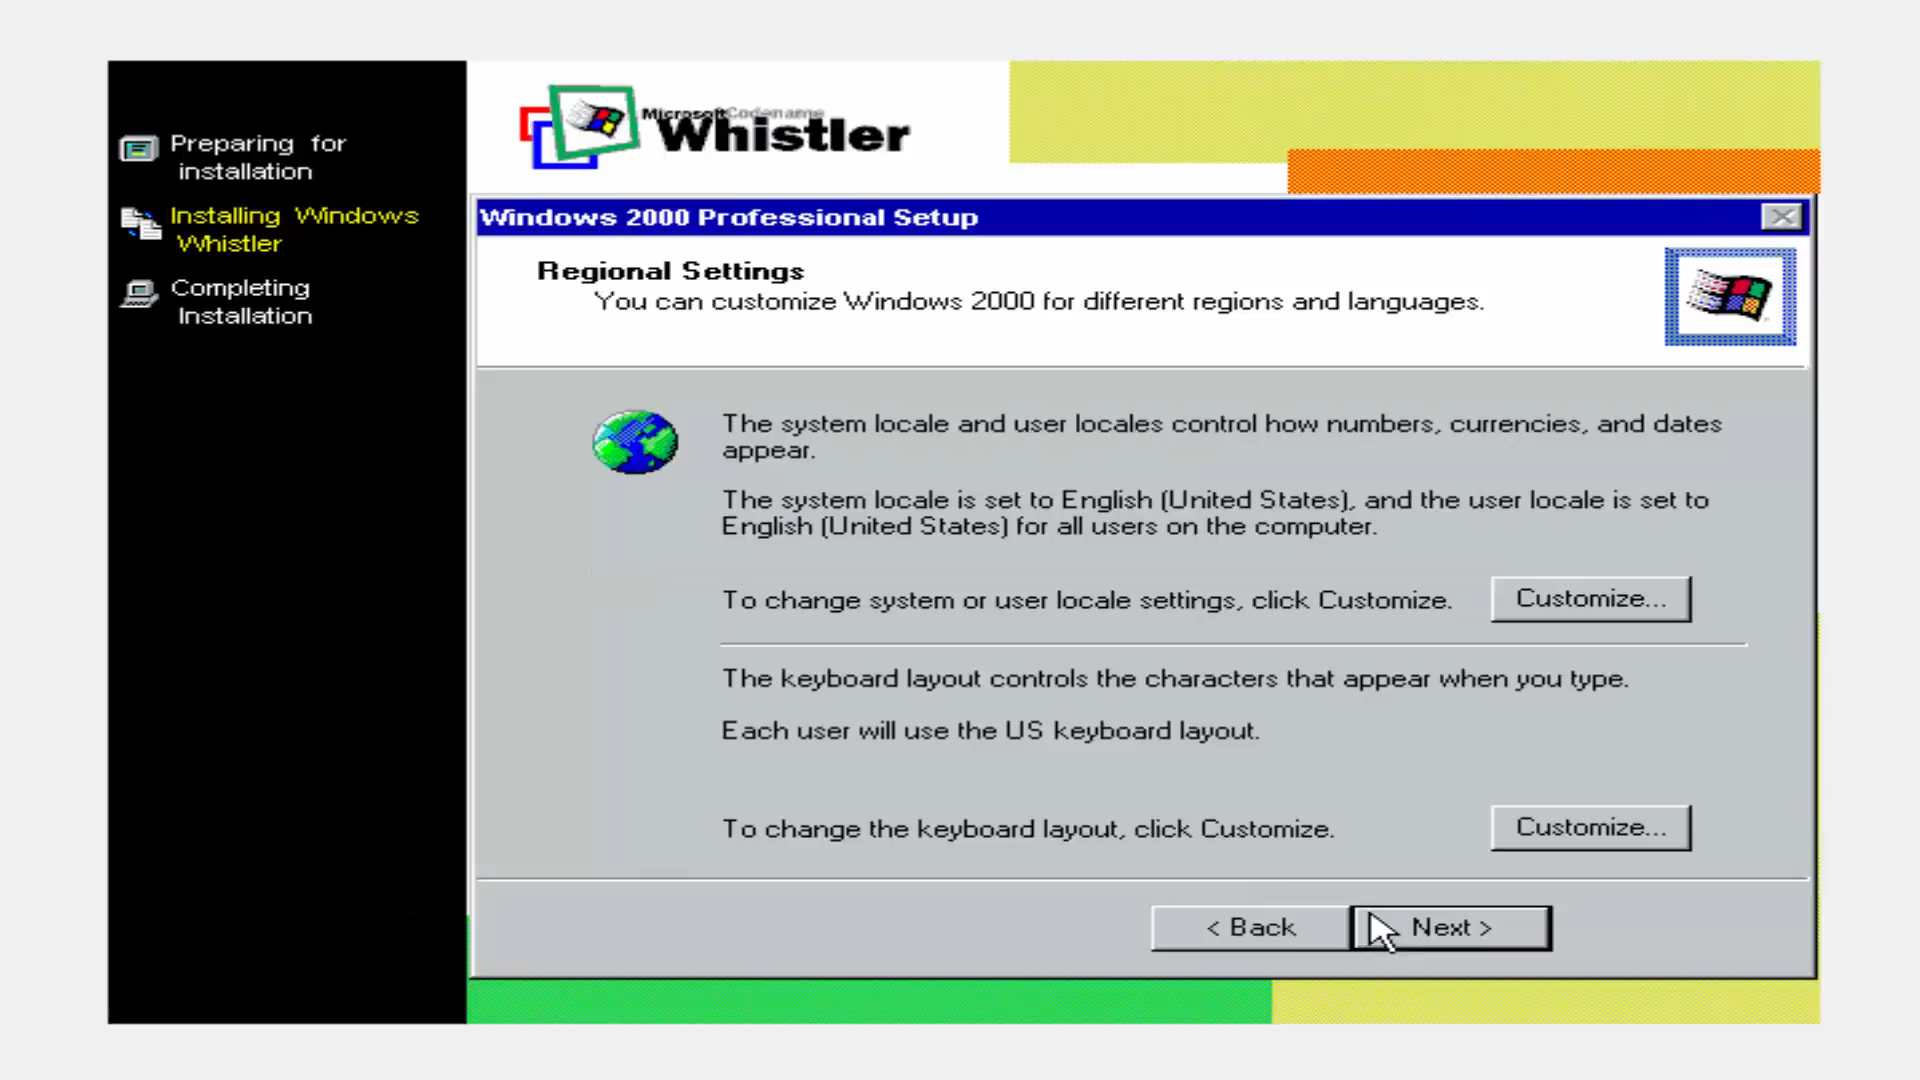 Preparing for
installation
Installing Windows
Whistler
Completing
Installation
Microsoft Codename
Whistler
Windows 2000 Professional Setup
Regional Settings
You can customize Windows 2000 for different regions and languages.
The system locale and user locales control how numbers, currencies, and dates
appear.
The system locale is set to English (United States), and the user locale is set to
English (United States) for all users on the computer.
To change system or user locale settings, click Customize.
Customize...
The keyboard layout controls the characters that appear when you type.
Each user will use the US keyboard layout.
To change the keyboard layout, click Customize.
Customize...
< Back
Next >